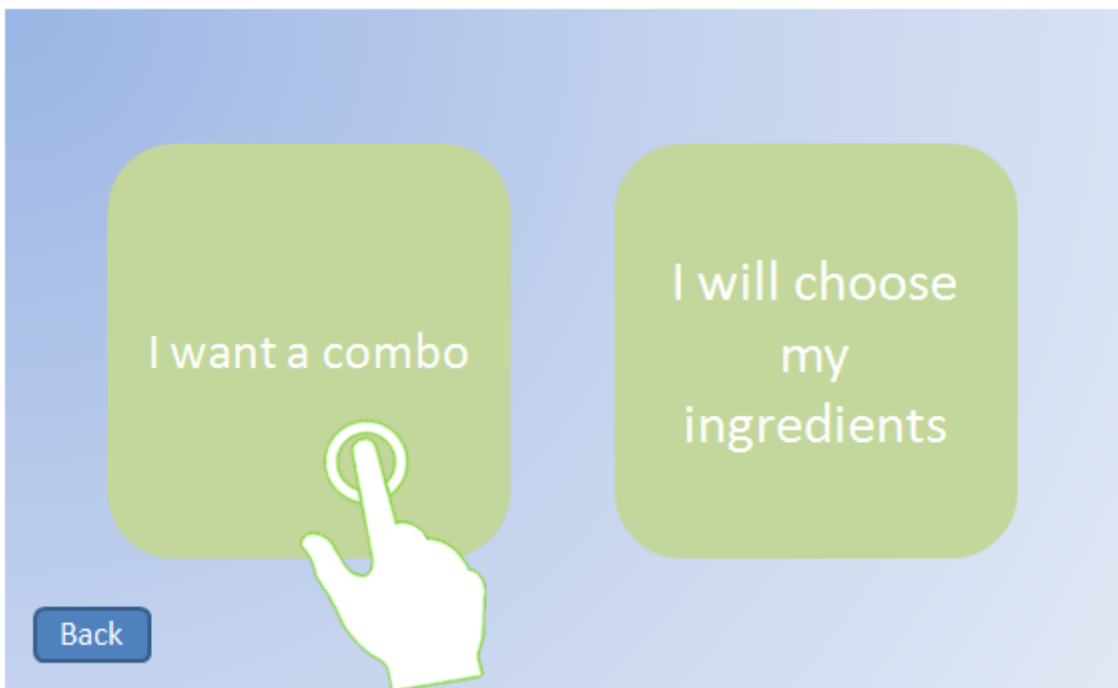 I want a combo
I will choose
my
ingredients
Back